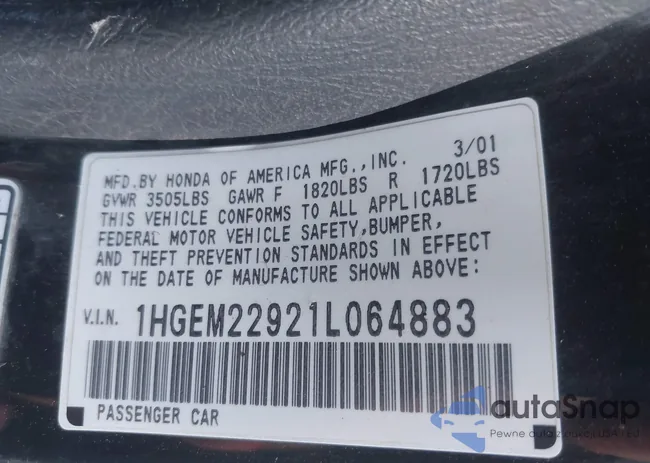 MFD.BY HONDA OF AMERICA MFG.,INC. 3/01
GVWR 3505LBS GAWR F 1820LBS R 1720LBS
THIS VEHICLE CONFORMS TO ALL APPLICABLE
FEDERAL MOTOR VEHICLE SAFETY,BUMPER,
AND THEFT PREVENTION STANDARDS IN EFFECT
ON THE DATE OF MANUFACTURE SHOWN ABOVE:
V.I.N. 1HGEM22921L064883
PASSENGER CAR
autoSnap
Pewne auto z